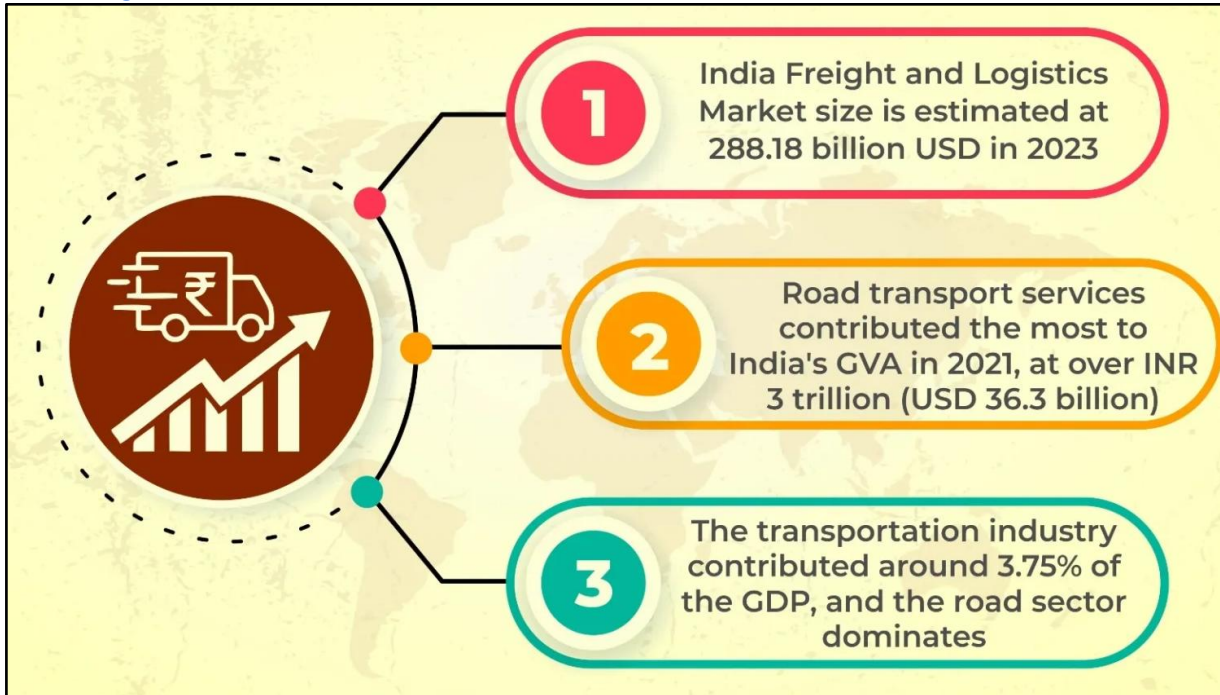 1
India Freight and Logistics
Market size is estimated at
288.18 billion USD in 2023
₹
2
Road transport services
contributed the most to
India's GVA in 2021, at over INR
3 trillion (USD 36.3 billion)
3
The transportation industry
contributed around 3.75% of
the GDP, and the road sector
dominates